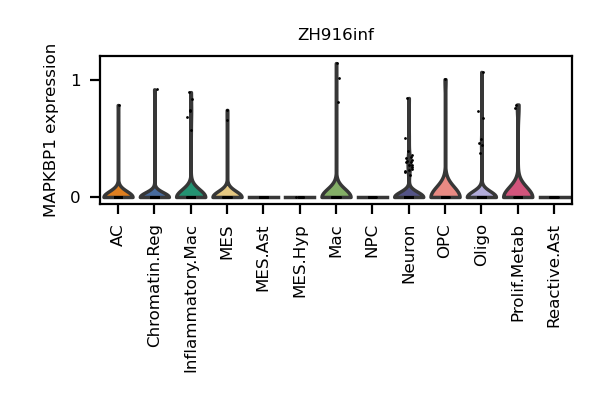 ZH916inf
MAPKBP1 expression
1
0
AC
Chromatin.Reg
Inflammatory.Mac
MES
MES.Ast
MES.Hyp
Mac
NPC
Neuron
OPC
Oligo
Prolif.Metab
Reactive.Ast